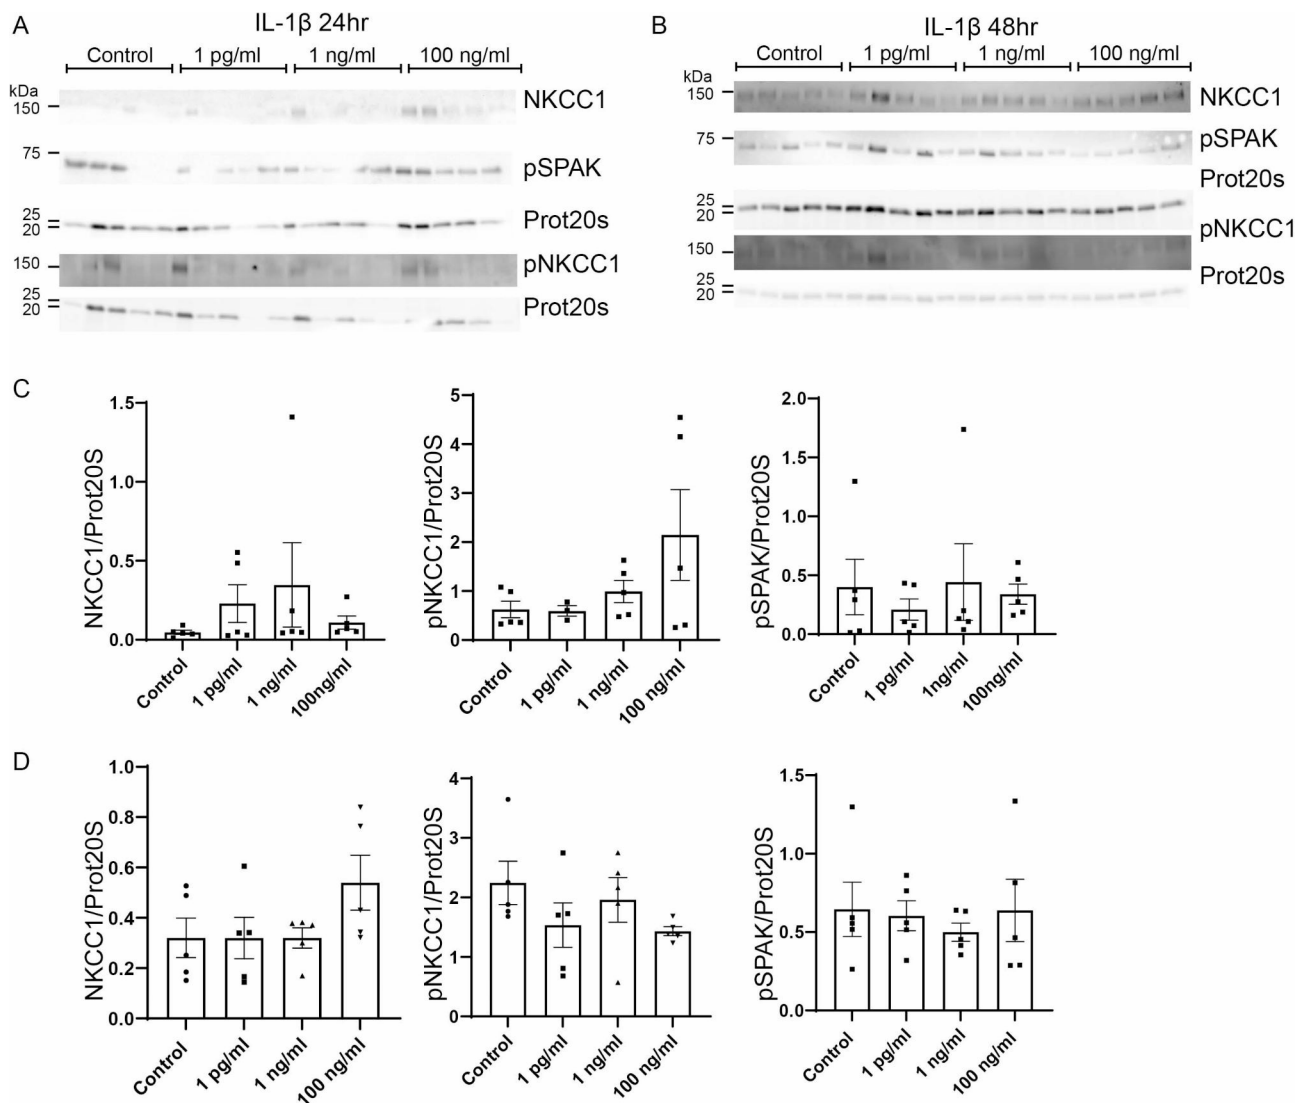 A
IL-1β 24hr
Control 1 pg/ml 1 ng/ml 100 ng/ml
kDa
150
NKCC1
75
pSPAK
25
20
Prot20s
150
pNKCC1
25
20
Prot20s
B
IL-1β 48hr
Control 1 pg/ml 1 ng/ml 100 ng/ml
kDa
150
NKCC1
75
pSPAK
Prot20s
25
20
pNKCC1
150
Prot20s
25
20
C
NKCC1/Prot20S
1.5
1.0
0.5
0.0
Control 1 pg/ml 1 ng/ml 100ng/ml
pNKCC1/Prot20S
5
4
3
2
1
0
Control 1 pg/ml 1 ng/ml 100 ng/ml
pSPAK/Prot20S
2.0
1.5
1.0
0.5
0.0
Control 1 pg/ml 1ng/ml 100ng/ml
D
NKCC1/Prot20S
1.0
0.8
0.6
0.4
0.2
0.0
Control 1 pg/ml 1 ng/ml 100 ng/ml
pNKCC1/Prot20S
4
3
2
1
0
Control 1 pg/ml 1 ng/ml 100 ng/ml
pSPAK/Prot20S
1.5
1.0
0.5
0.0
Control 1 pg/ml 1 ng/ml 100 ng/ml